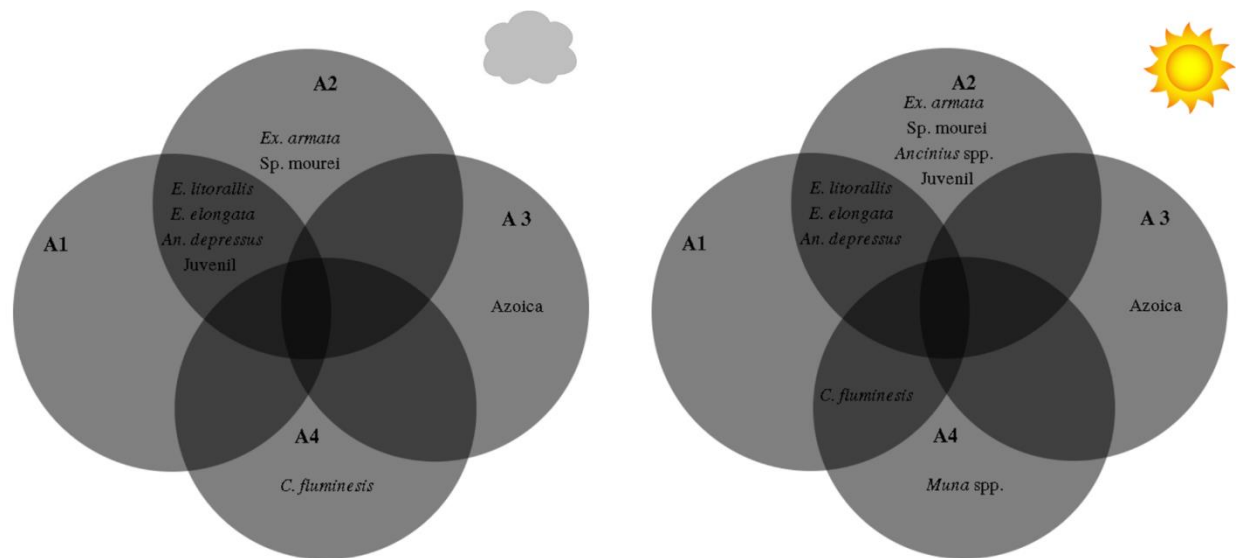 A2
Ex. armata
Sp. mourei
E. litorallis
E. elongata
An. depressus
Juvenil
A1
A 3
Azoica
A4
C. fluminesis
A2
Ex. armata
Sp. mourei
Ancinius spp.
Juvenil
E. litorallis
E. elongata
An. depressus
A1
A 3
Azoica
C. fluminesis
A4
Muna spp.